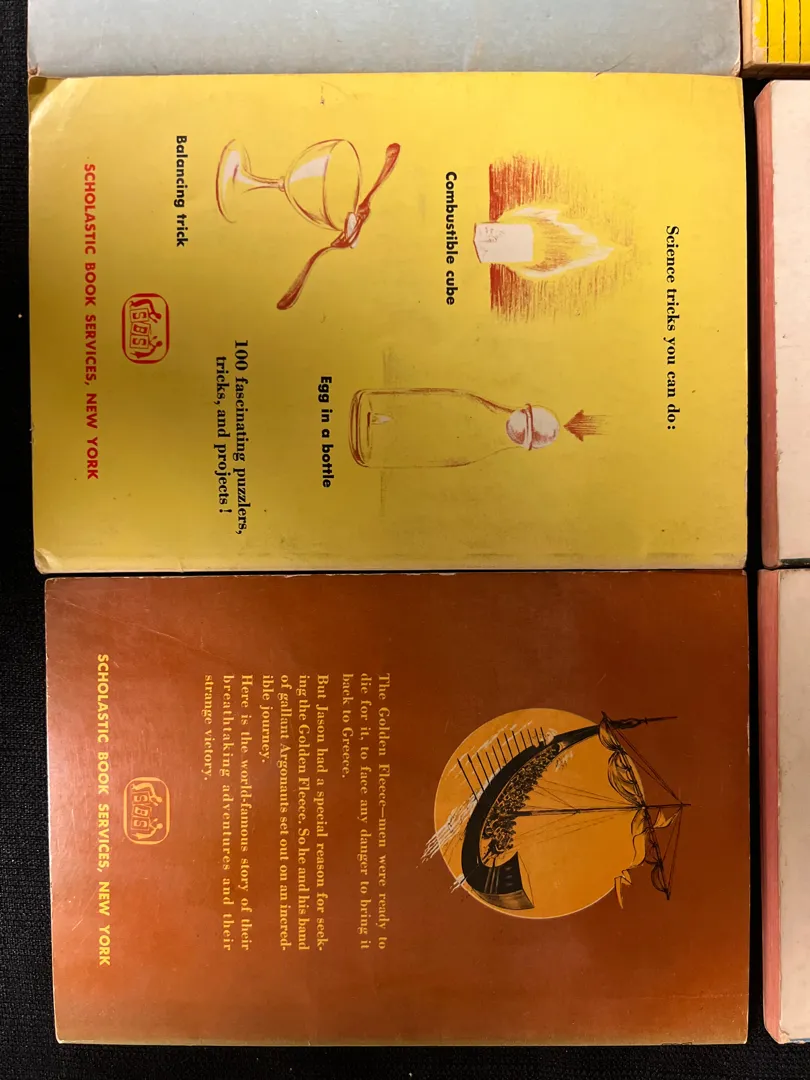 Science tricks you can do:
Combustible cube
Egg in a bottle
Balancing trick
100 fascinating puzzlers,
tricks, and projects!
SBS
SCHOLASTIC BOOK SERVICES, NEW YORK
The Golden Fleece—men were ready to
die for it, to face any danger to bring it
back to Greece.
But Jason had a special reason for seek-
ing the Golden Fleece. So he and his band
of gallant Argonauts set out on an incred-
ible journey.
Here is the world-famous story of their
breathtaking adventures and their
strange victory.
SBS
SCHOLASTIC BOOK SERVICES, NEW YORK